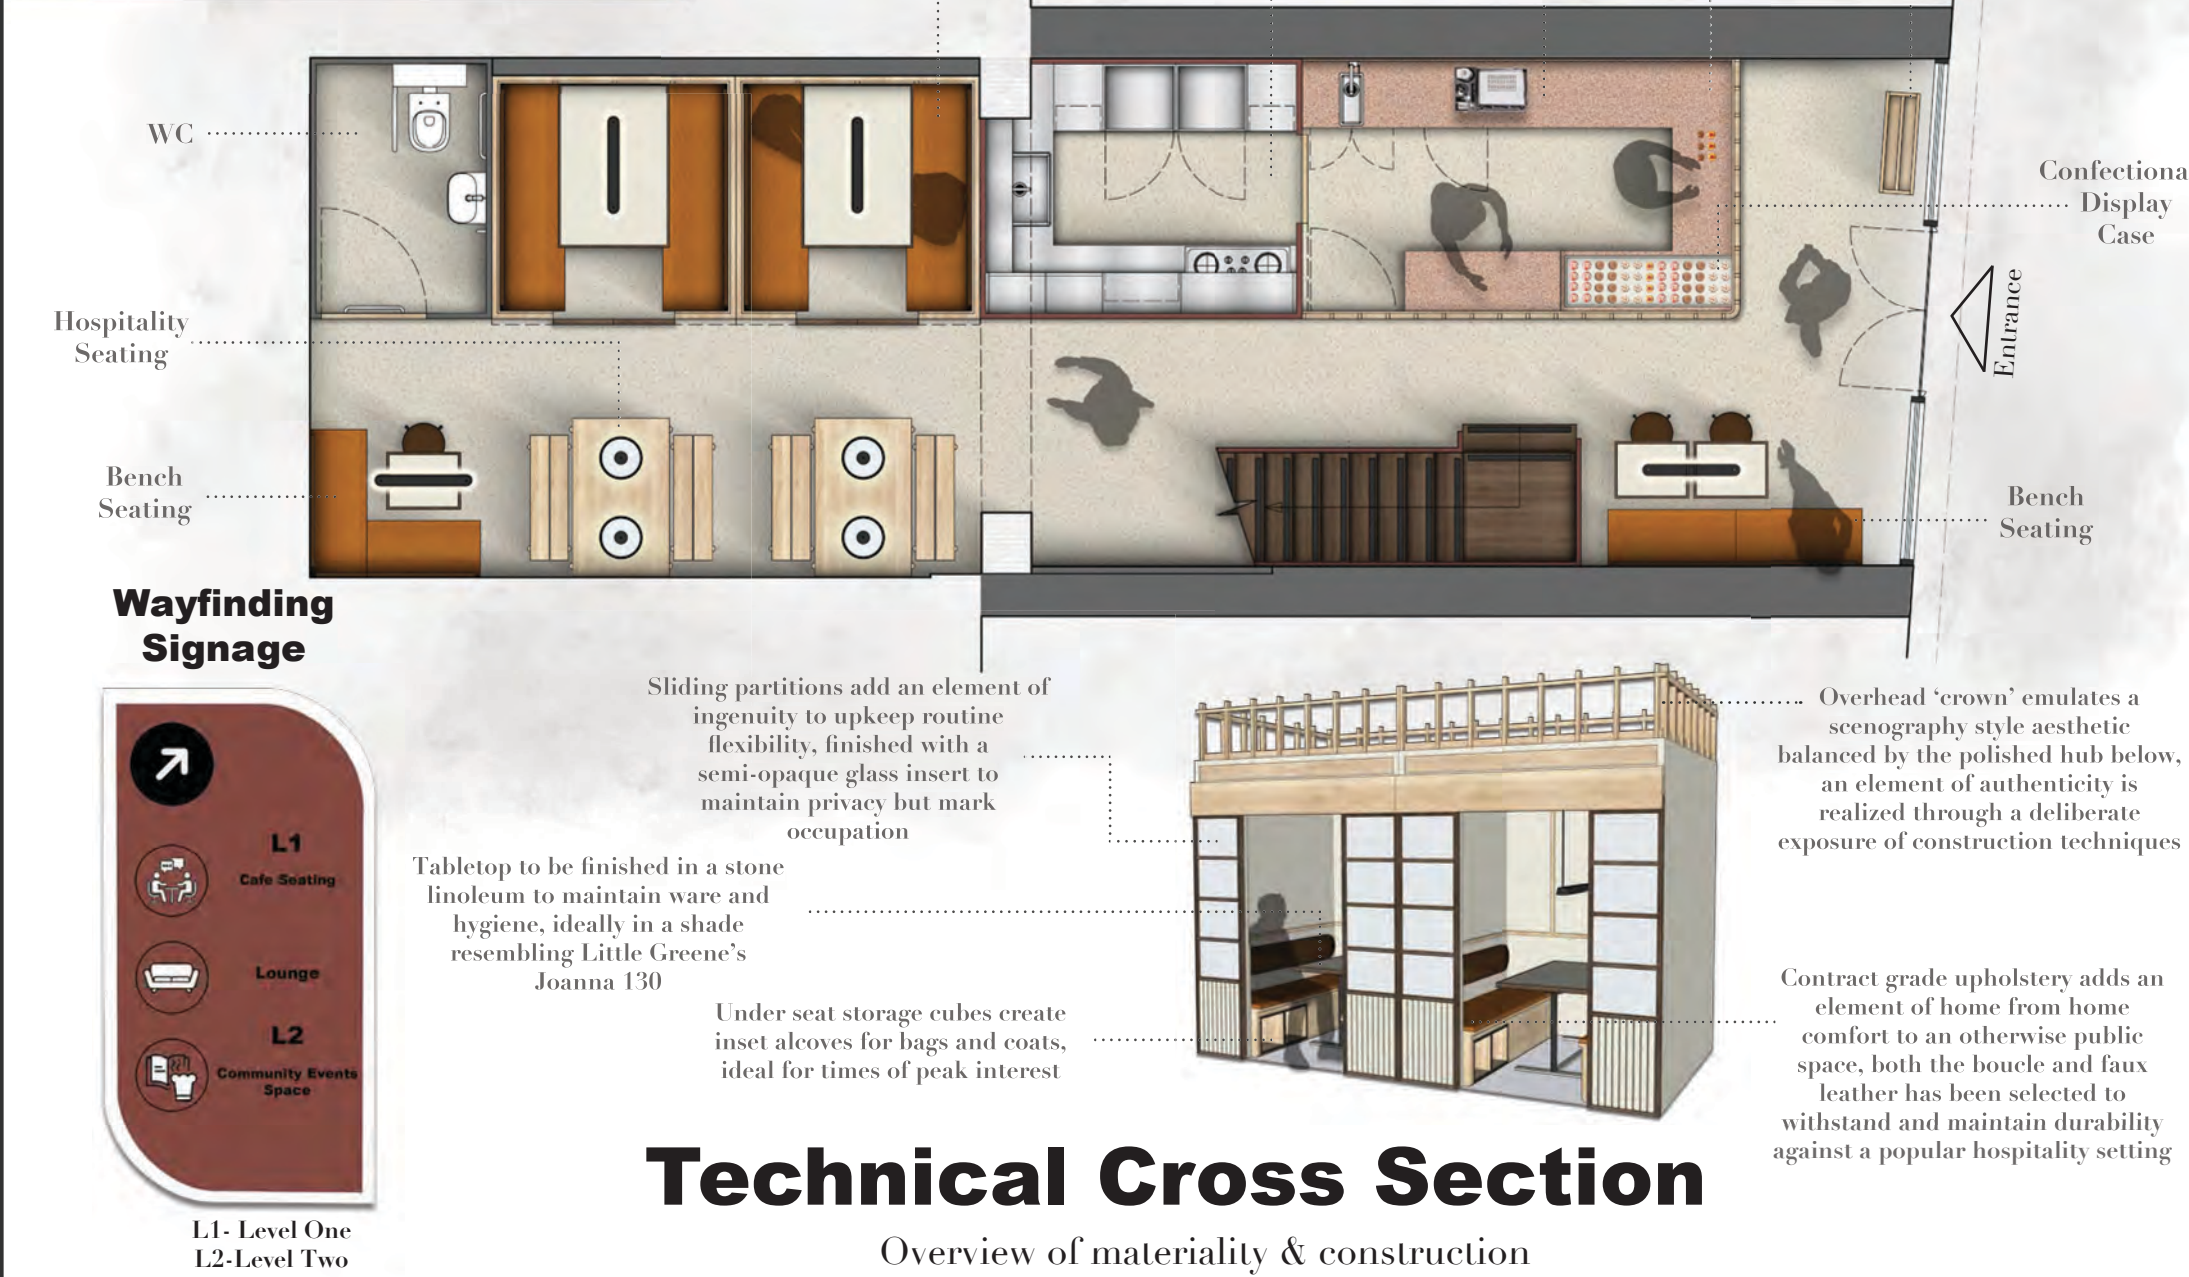 WC
Hospitality
Seating
Bench
Seating
Confectiona
Display
Case
Entrance
Bench
Seating
Wayfinding
Signage
L1
Cafe Seating
Lounge
L2
Community Events
Space
L1- Level One
L2-Level Two
Sliding partitions add an element of
ingenuity to upkeep routine
flexibility, finished with a
semi-opaque glass insert to
maintain privacy but mark
occupation
Tabletop to be finished in a stone
linoleum to maintain ware and
hygiene, ideally in a shade
resembling Little Greene's
Joanna 130
Under seat storage cubes create
inset alcoves for bags and coats,
ideal for times of peak interest
Overhead ‘crown’ emulates a
scenography style aesthetic
balanced by the polished hub below,
an element of authenticity is
realized through a deliberate
exposure of construction techniques
Contract grade upholstery adds an
element of home from home
comfort to an otherwise public
space, both the boucle and faux
leather has been selected to
withstand and maintain durability
against a popular hospitality setting
Technical Cross Section
Overview of materiality & construction